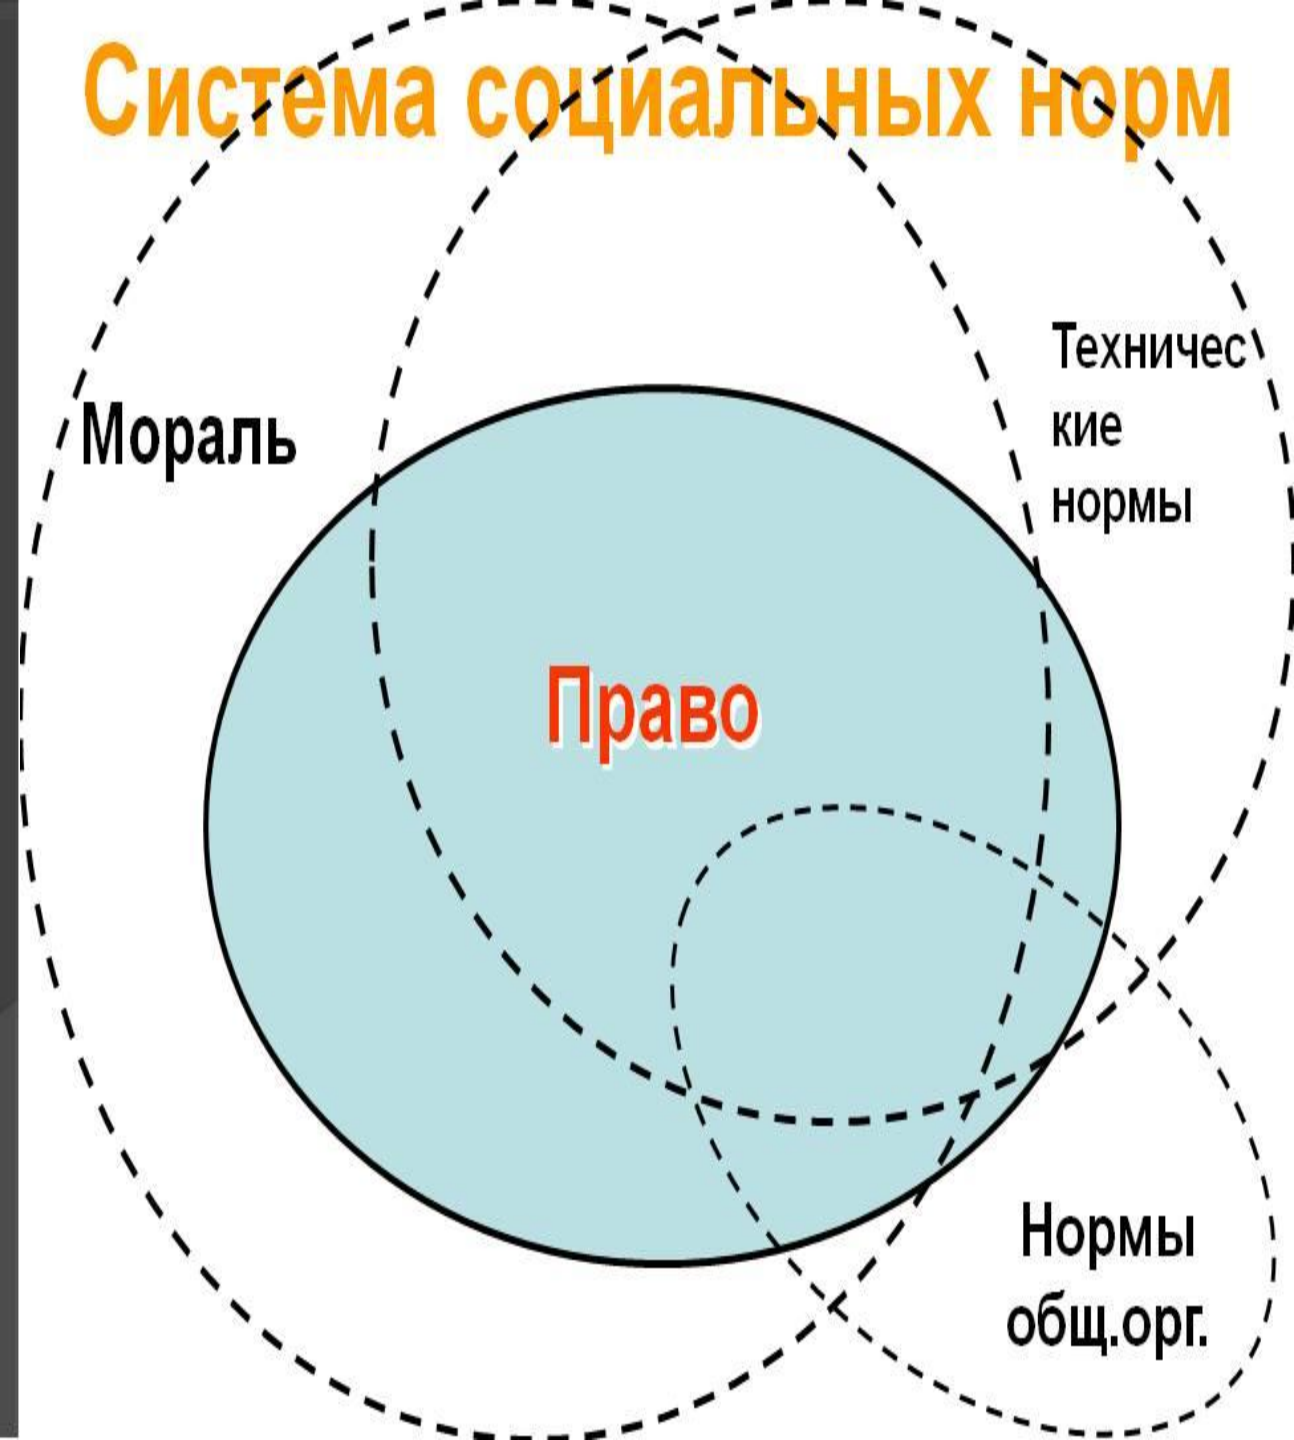 Система социальных норм
Техничес
кие
нормы
Мораль
Право
Нормы
общ.орг.